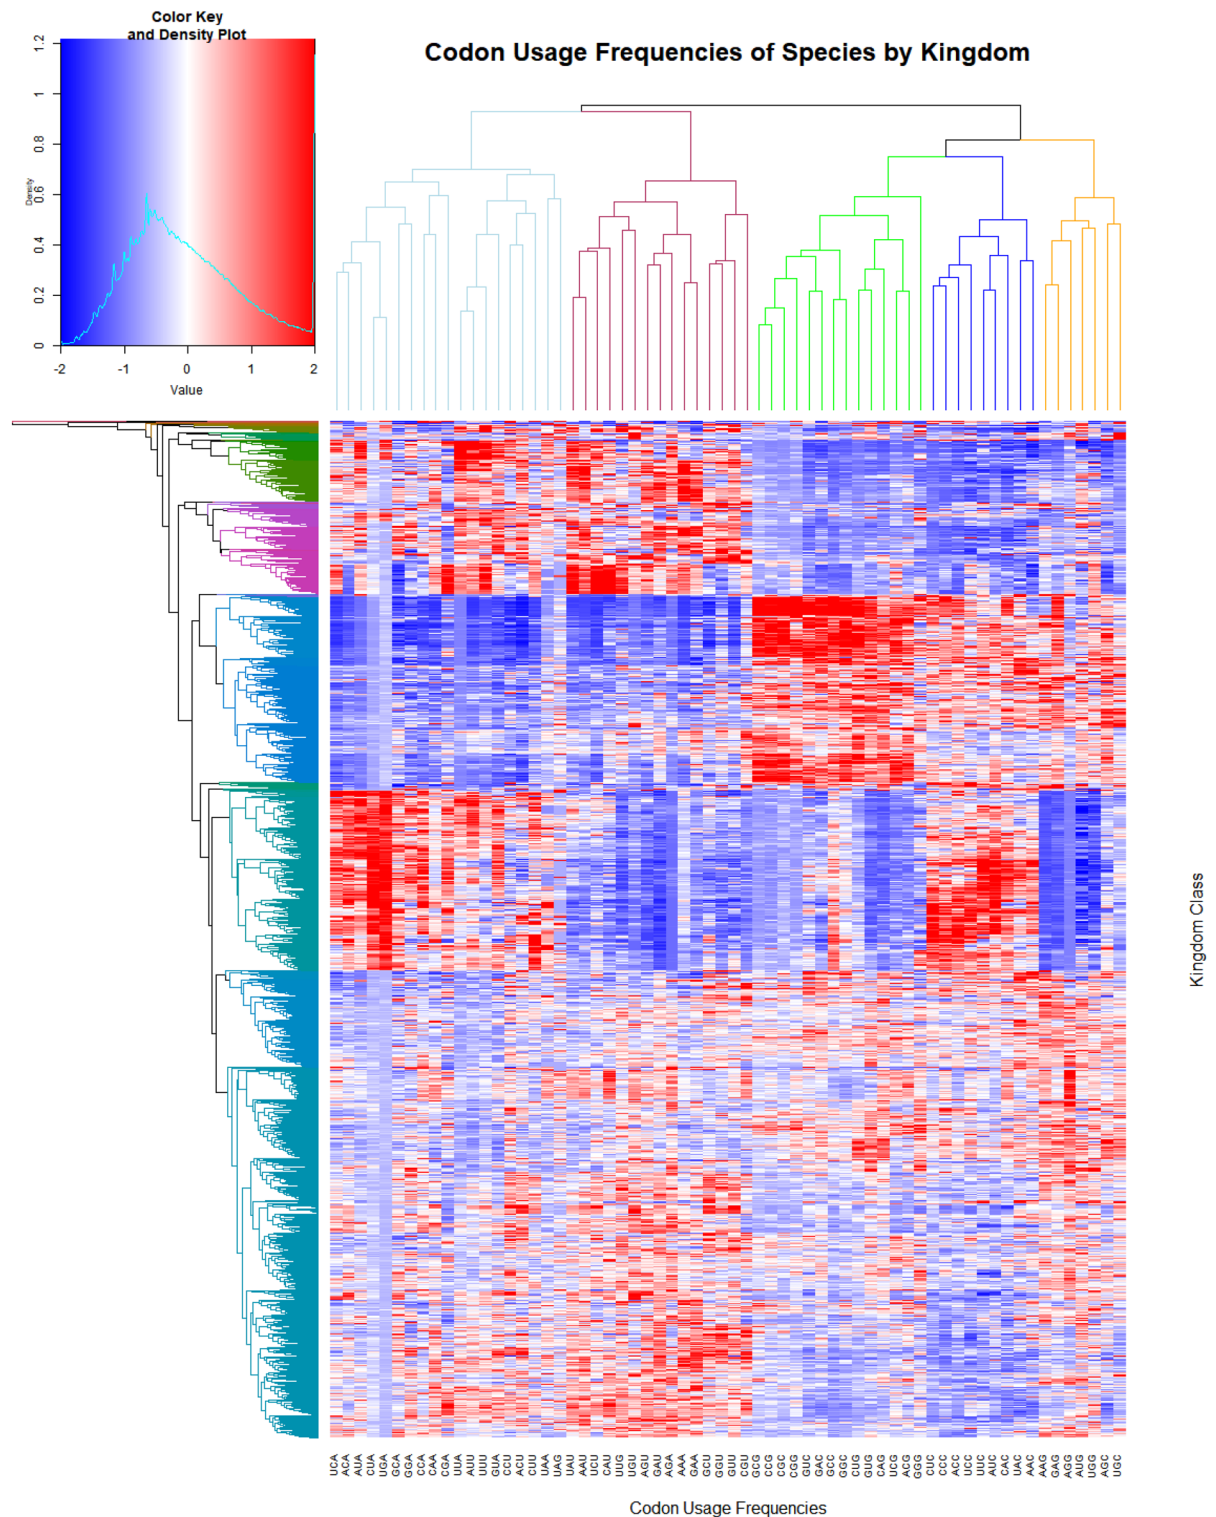 Color Key
and Density Plot
Codon Usage Frequencies of Species by Kingdom
1.2
1
0.8
0.6
0.4
0.2
0
Density
-2 -1 0 1 2
Value
Kingdom Class
UCA ACA AUA CUA UGA GCA GGA CCA CAA CGA UUA AUU UUU GUA CCU ACU CUU UAA UAG UAU AAU UCU CAU UUG UGU AGU GAU AGA AAA GAA GCU GGU GUU CGU GCG CCG CGC CGG GUC GAC GCC GGC CUG GUG CAG UCG ACG GGG CUC CCC ACC UCC UUC AUC CAC UAC AAC AAG GAG AGG AUG UGG AGC UGC
Codon Usage Frequencies